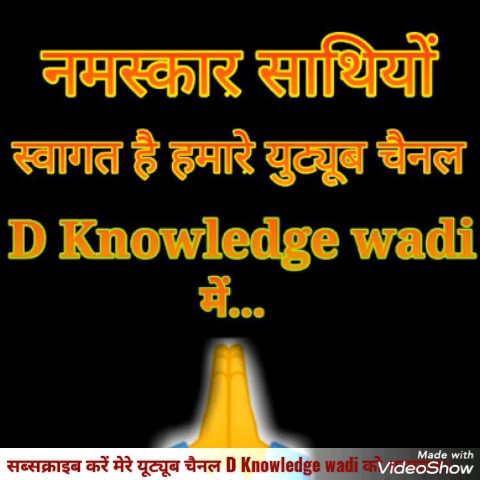 नमस्कार साथियों
स्वागत है हमारे युट्यूब चैनल
D Knowledge wadi
में...
Made with
VideoShow
सब्सक्राइब करें मेरे यूट्यूब चैनल D Knowledge wadi को